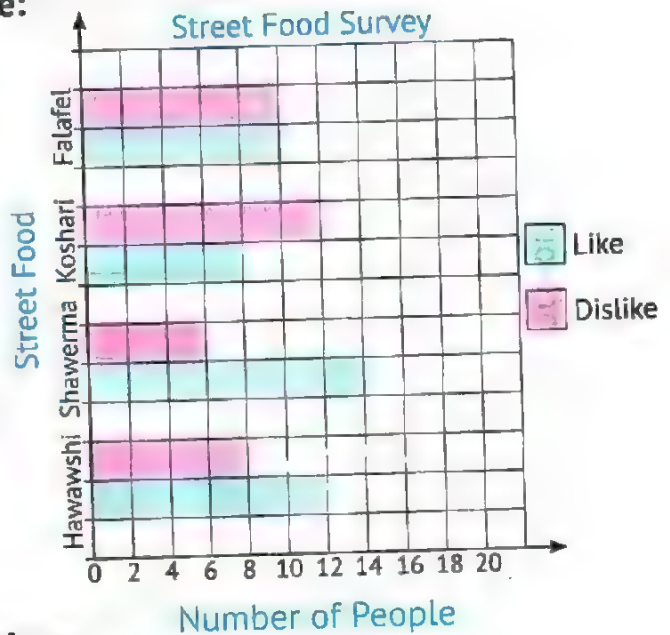 e:
Street Food Survey
Street Food
Falafel
Koshari
Shawerma
Hawawshi
Like
Dislike
0 2 4 6 8 10 12 14 16 18 20
Number of People